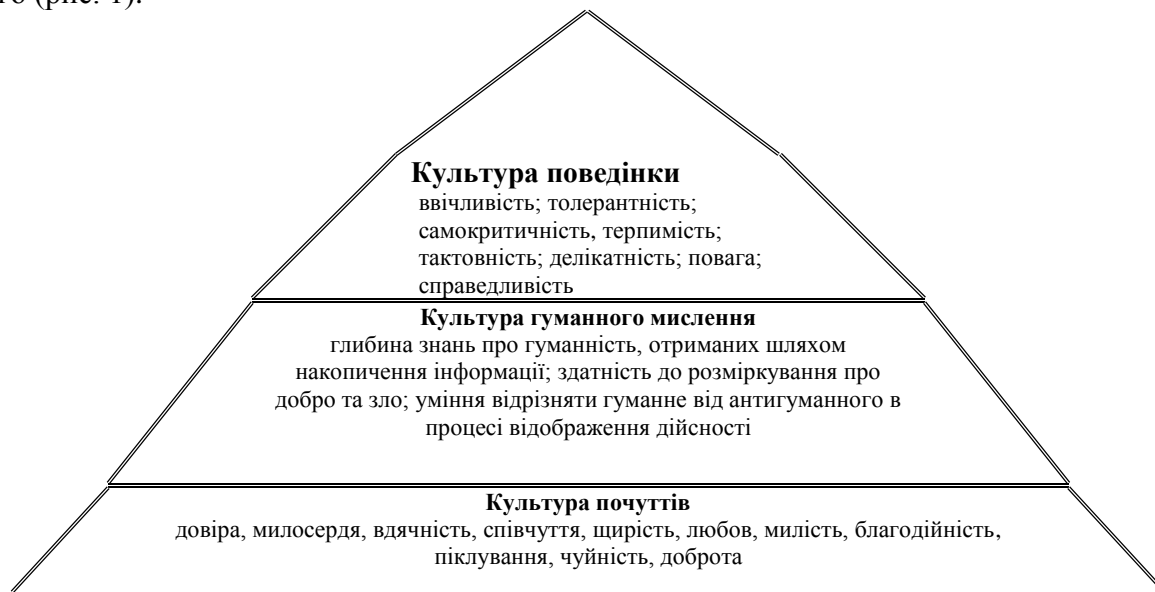 (рис. 1).
Культура поведінки
ввічливість; толерантність;
самокритичність, терпимість;
тактовність; делікатність; повага;
справедливість
Культура гуманного мислення
глибина знань про гуманність, отриманих шляхом
накопичення інформації; здатність до розміркування про
добро та зло; уміння відрізняти гуманне від антигуманного в
процесі відображення дійсності
Культура почуттів
довіра, милосердя, вдячність, співчуття, щирість, любов, милість, благодійність,
піклування, чуйність, доброта